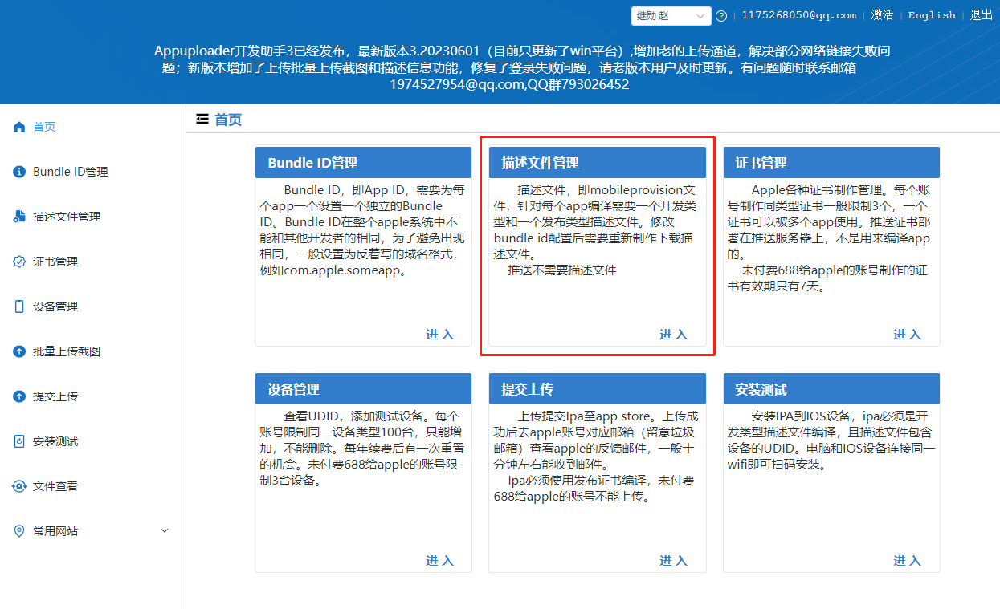 继勋 赵
?
1175268050@qq.com
激活
English
退出
Appuploader开发助手3已经发布，最新版本3.20230601（目前只更新了win平台）,增加老的上传通道，解决部分网络链接失败问
题；新版本增加了上传批量上传截图和描述信息功能，修复了登录失败问题，请老版本用户及时更新。有问题随时联系邮箱
1974527954@qq.com,QQ群793026452
首页
Bundle ID管理
描述文件管理
证书管理
设备管理
批量上传截图
提交上传
安装测试
文件查看
常用网站
首页
Bundle ID管理
Bundle ID，即App ID，需要为每
个app一个设置一个独立的Bundle
ID。Bundle ID在整个apple系统中不
能和其他开发者的相同，为了避免出现
相同，一般设置为反着写的域名格式，
例如com.apple.someapp。
进 入
描述文件管理
描述文件，即mobileprovision文
件，针对每个app编译需要一个开发类
型和一个发布类型描述文件。修改
bundle id配置后需要重新制作下载描
述文件。
推送不需要描述文件
进 入
证书管理
Apple各种证书制作管理。每个账
号制作同类型证书一般限制3个，一个
证书可以被多个app使用。推送证书部
署在推送服务器上，不是用来编译app
的。
未付费688给apple的账号制作的证
书有效期只有7天。
进 入
设备管理
查看UDID，添加测试设备。每个
账号限制同一设备类型100台，只能增
加，不能删除。每年续费后有一次重置
的机会。未付费688给apple的账号限
制3台设备。
进 入
提交上传
上传提交Ipa至app store。上传成
功后去apple账号对应邮箱（留意垃圾
邮箱）查看apple的反馈邮件，一般十
分钟左右能收到邮件。
Ipa必须使用发布证书编译，未付费
688给apple的账号不能上传。
进 入
安装测试
安装IPA到IOS设备，ipa必须是开
发类型描述文件编译，且描述文件包含
设备的UDID。电脑和IOS设备连接同一
wifi即可扫码安装。
进 入